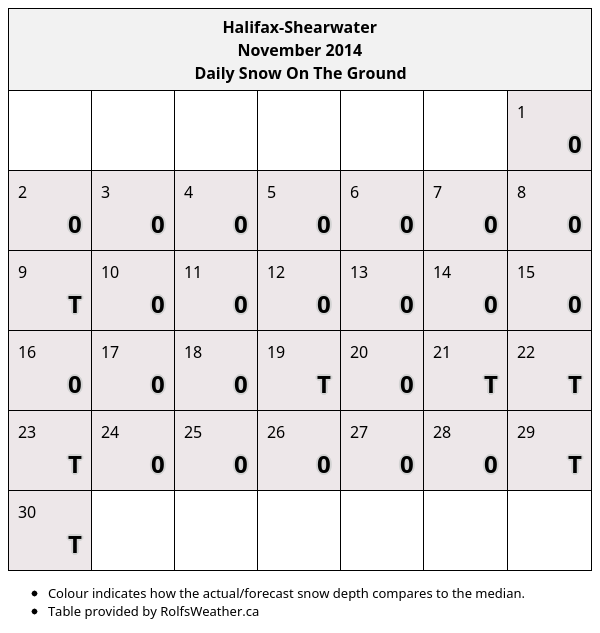 Halifax-Shearwater
November 2014
Daily Snow On The Ground
1
0
2 3 4 5 6 7 8
0 0 0 0 0 0 0
9 10 11 12 13 14 15
T 0 0 0 0 0 0
16 17 18 19 20 21 22
0 0 0 T 0 T T
23 24 25 26 27 28 29
T 0 0 0 0 0 T
30
T
• Colour indicates how the actual/forecast snow depth compares to the median.
• Table provided by RolfsWeather.ca